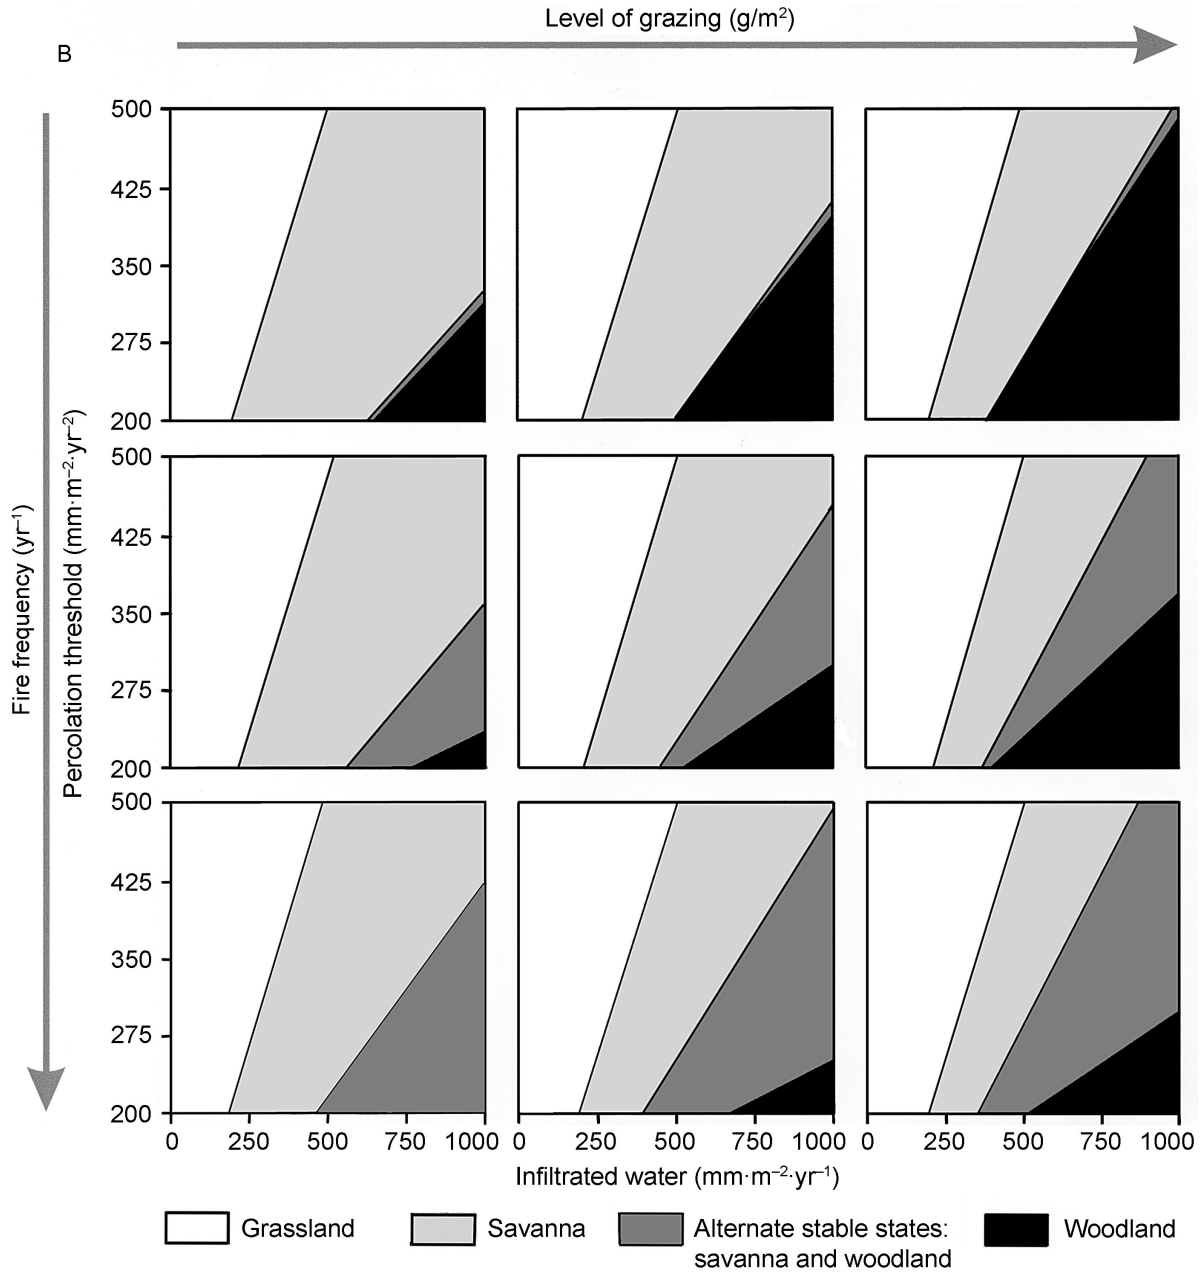 Level of grazing (g/m²)
B
500
425
350
275
200
500
425
350
275
200
500
425
350
275
200
Fire frequency (yr⁻¹)
Percolation threshold (mm·m⁻²·yr⁻²)
0 250 500 750 1000 0 250 500 750 1000 0 250 500 750 1000
Infiltrated water (mm·m⁻²·yr⁻¹)
Grassland Savanna Alternate stable states: Woodland
savanna and woodland